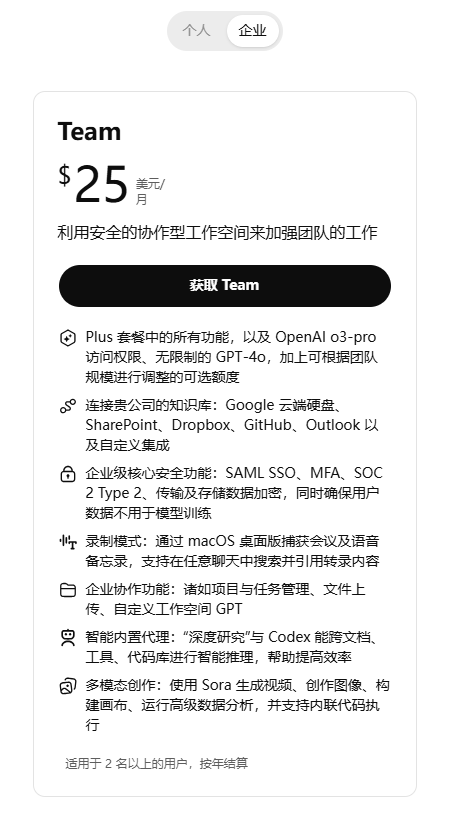 个人 企业
Team
$25 美元/
月
利用安全的协作型工作空间来加强团队的工作
获取 Team
Plus 套餐中的所有功能，以及 OpenAI o3-pro
访问权限、无限制的 GPT-4o，加上可根据团队
规模进行调整的可选额度
连接贵公司的知识库：Google 云端硬盘、
SharePoint、Dropbox、GitHub、Outlook 以
及自定义集成
企业级核心安全功能：SAML SSO、MFA、SOC
2 Type 2、传输及存储数据加密，同时确保用户
数据不用于模型训练
录制模式：通过 macOS 桌面版捕获会议及语音
备忘录，支持在任意聊天中搜索并引用转录内容
企业协作功能：诸如项目与任务管理、文件上
传、自定义工作空间 GPT
智能内置代理：“深度研究”与 Codex 能跨文档、
工具、代码库进行智能推理，帮助提高效率
多模态创作：使用 Sora 生成视频、创作图像、构
建画布、运行高级数据分析，并支持内联代码执
行
适用于 2 名以上的用户，按年结算